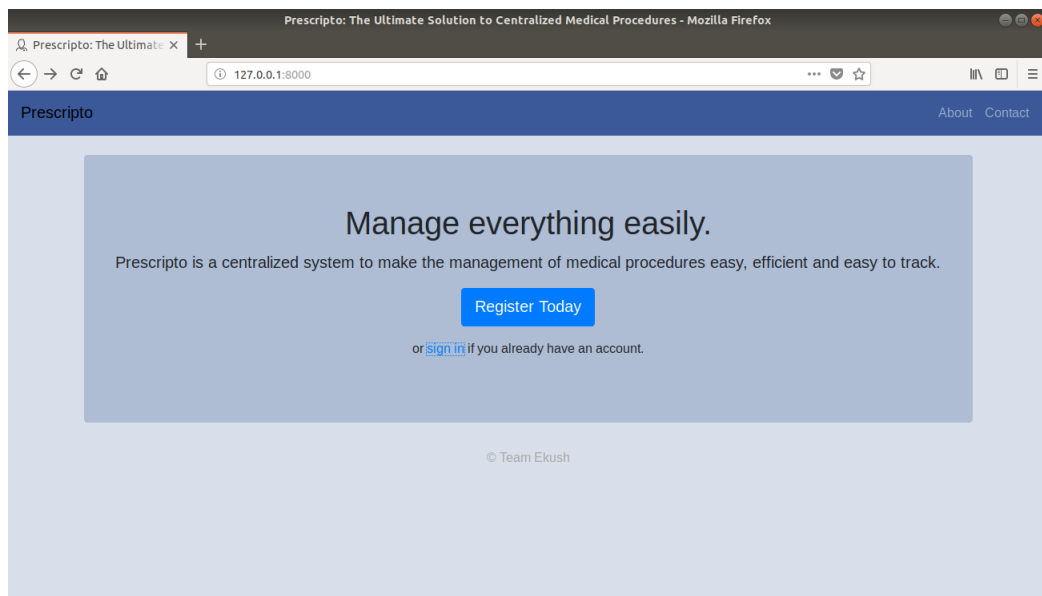 Prescripto: The Ultimate Solution to Centralized Medical Procedures - Mozilla Firefox
Prescripto: The Ultimate
127.0.0.1:8000
Prescripto About Contact
Manage everything easily.
Prescripto is a centralized system to make the management of medical procedures easy, efficient and easy to track.
Register Today
or sign in if you already have an account.
© Team Ekush